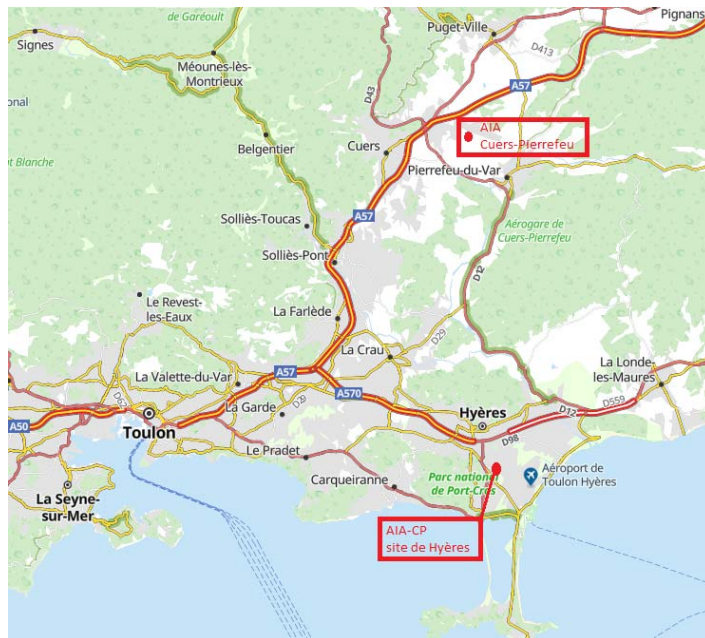 de Garéoult
Signes
Méounes-lès-
Montrieux
Puget-Ville
Pignans
D413
D43
A57
ional
nt Blanche
Belgentier
Cuers
AIA
Cuers-Pierrefeu
Pierrefeu-du-Var
A57
Solliès-Toucas
Aérogare de
Cuers-Pierrefeu
Solliès-Pont
D12
Le Revest-
les-Eaux
La Farlède
D29
La Crau
La Londe-
les-Maures
A57
La Valette-du-Var
A570
D559
D12
La Garde
D29
Hyères
A50
Toulon
D98
Le Pradet
Parc national
de Port-Cros
Aéroport de
Toulon Hyères
La Seyne-
sur-Mer
Carqueiranne
AIA-CP
site de Hyères